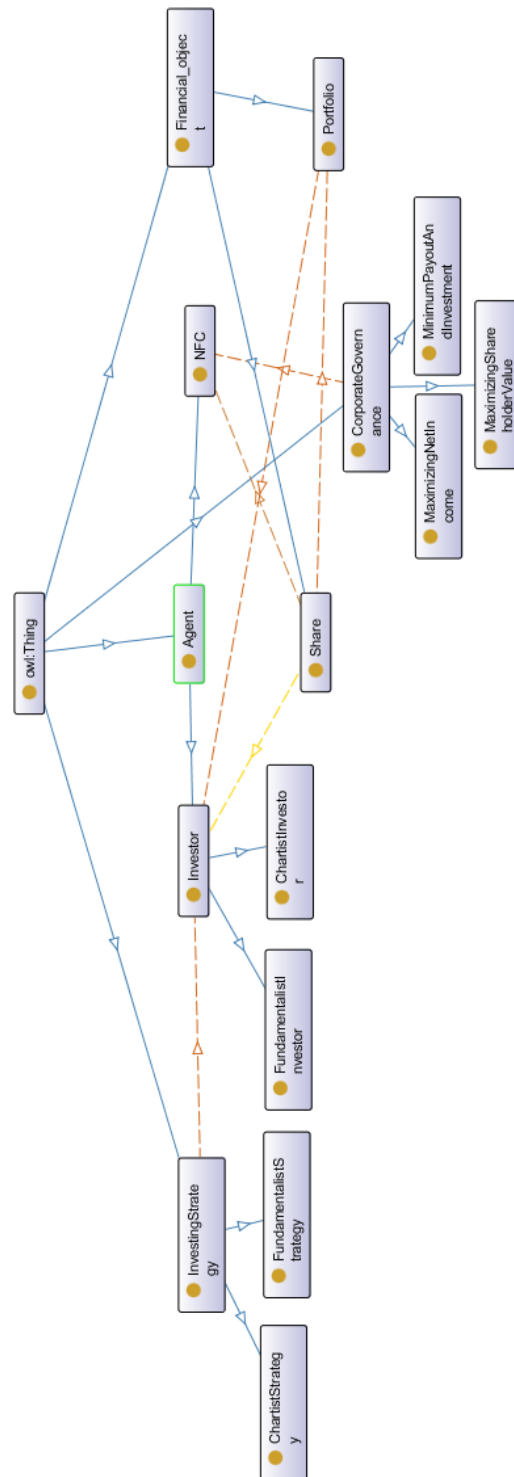 owl:Thing
Financial_objec
t
InvestingStrate
gy
Investor
Agent
NFC
Portfolio
ChartistStrateg
y
FundamentalistS
trategy
FundamentalistI
nvestor
ChartistInvesto
r
Share
CorporateGovern
ance
MaximizingNetIn
come
MinimumPayoutAn
dInvestment
MaximizingShare
holderValue